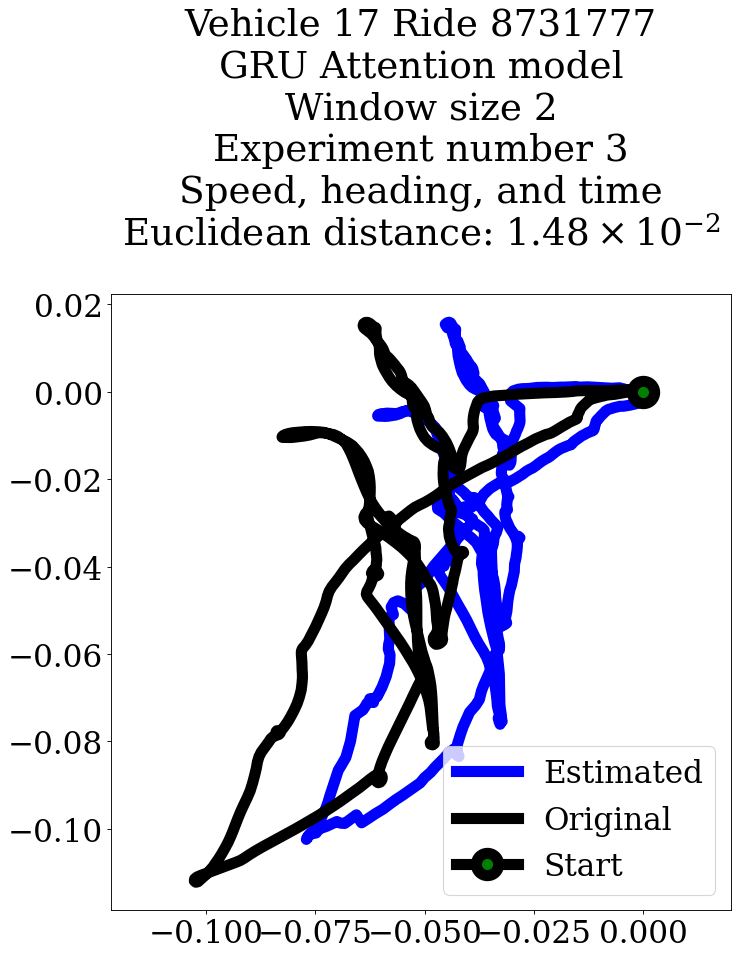 Vehicle 17 Ride 8731777
GRU Attention model
Window size 2
Experiment number 3
Speed, heading, and time
Euclidean distance: 1.48 × 10⁻²
0.02
0.00
−0.02
−0.04
−0.06
−0.08
−0.10
Estimated
Original
Start
−0.100 −0.075 −0.050 −0.025 0.000